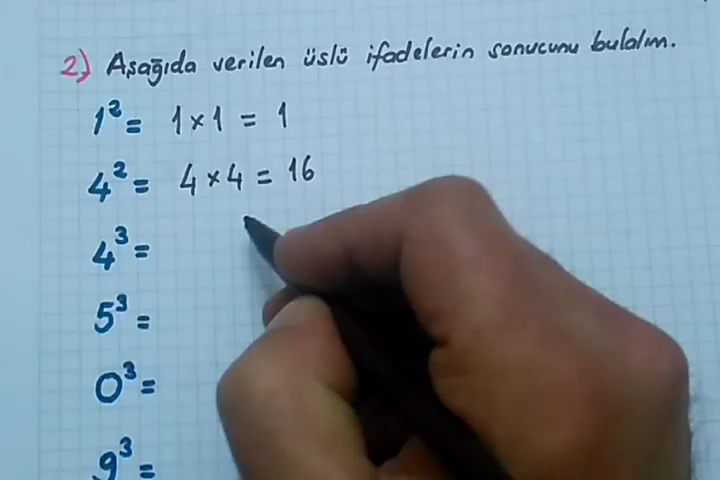 2.) Aşağıda verilen üslü ifadelerin sonucunu bulalım.
1² = 1 × 1 = 1
4² = 4 × 4 = 16
4³ =
5³ =
0³ =
9³ =